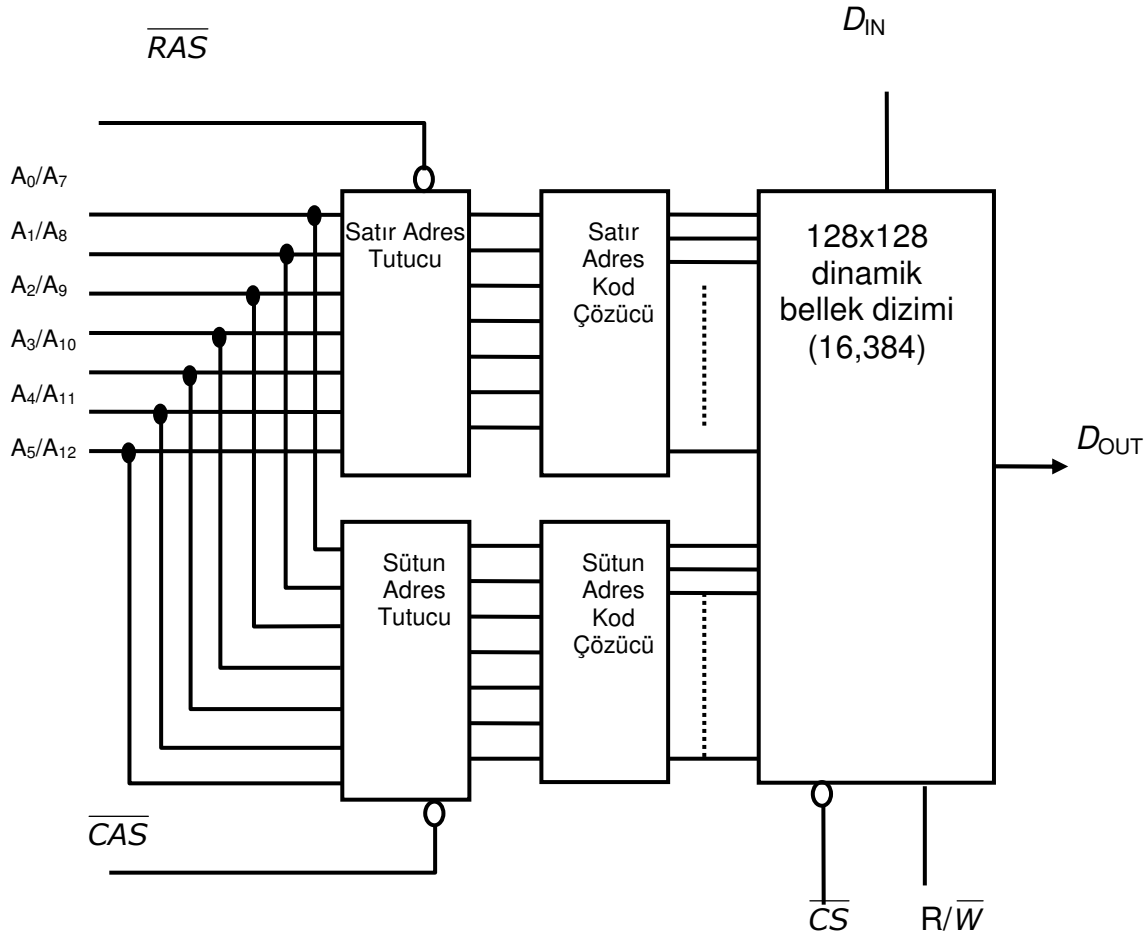 RAS
D_IN
A₀/A₇
A₁/A₈
A₂/A₉
A₃/A₁₀
A₄/A₁₁
A₅/A₁₂
Satır Adres
Tutucu
Satır
Adres
Kod
Çözücü
128x128
dinamik
bellek dizimi
(16,384)
D_OUT
Sütun
Adres
Tutucu
Sütun
Adres
Kod
Çözücü
CAS
CS
R/W